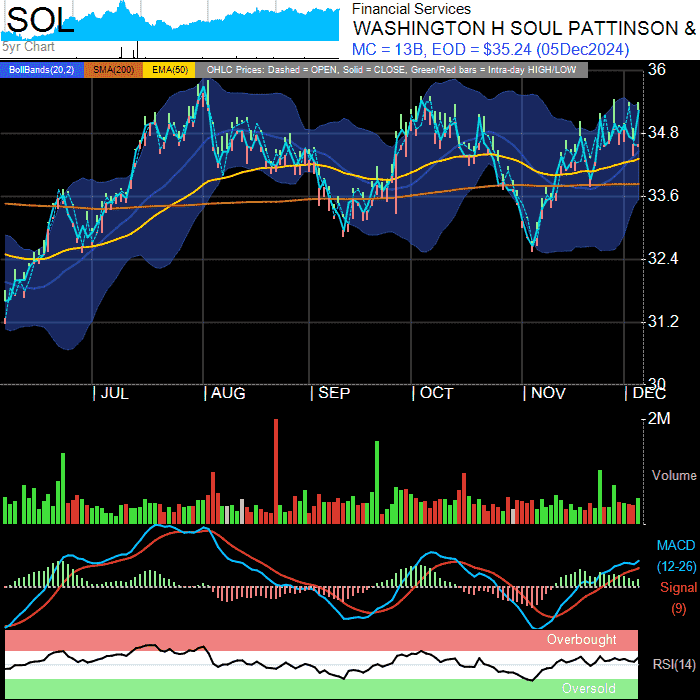 SOL
5yr Chart
Financial Services
WASHINGTON H SOUL PATTINSON &
MC = 13B, EOD = $35.24 (05Dec2024)
BollBands(20,2) SMA(200) EMA(50) OHLC Prices: Dashed = OPEN, Solid = CLOSE, Green/Red bars = Intra-day HIGH/LOW
36
34.8
33.6
32.4
31.2
30
| JUL | AUG | SEP | OCT | NOV | DEC
2M
Volume
MACD
(12-26)
Signal
(9)
Overbought
RSI(14)
Oversold